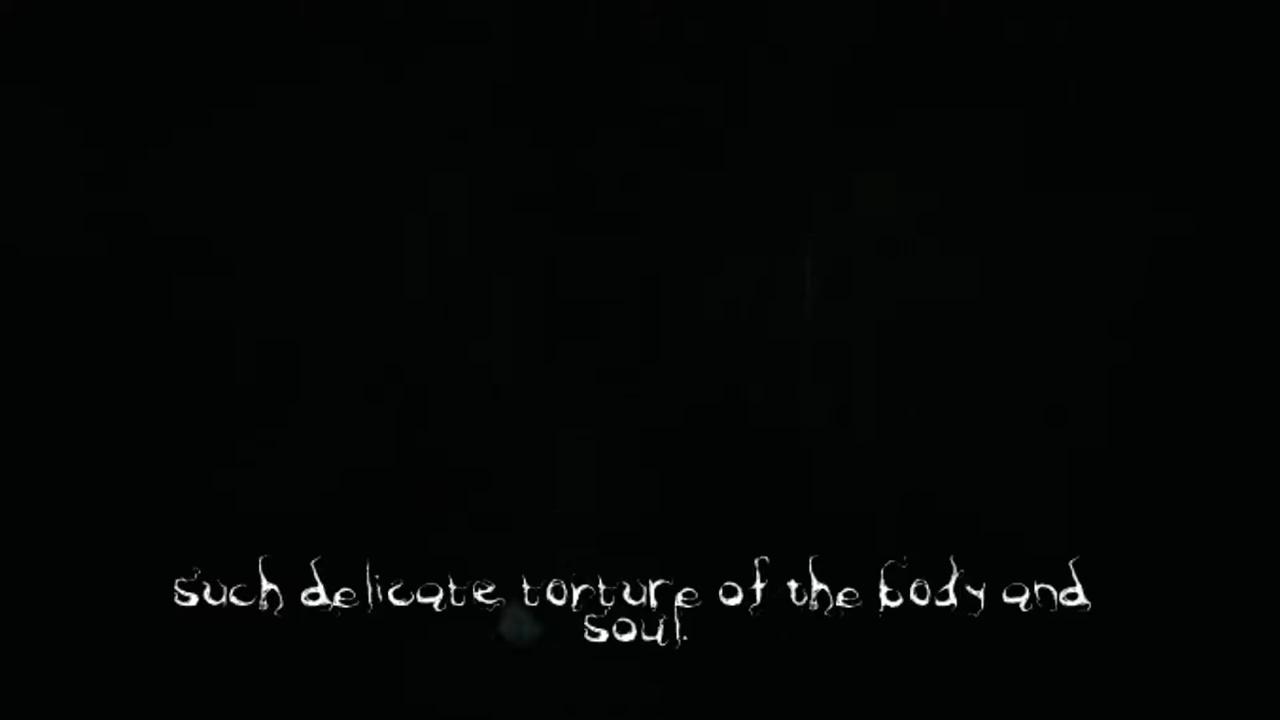 such delicate torture of the body and
soul.